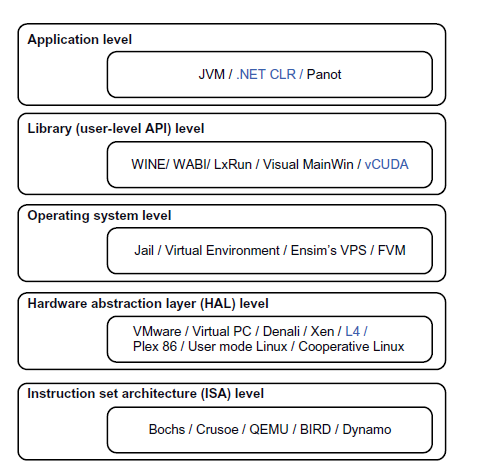 Application level
JVM / .NET CLR / Panot
Library (user-level API) level
WINE/ WABI/ LxRun / Visual MainWin / vCUDA
Operating system level
Jail / Virtual Environment / Ensim's VPS / FVM
Hardware abstraction layer (HAL) level
VMware / Virtual PC / Denali / Xen / L4 /
Plex 86 / User mode Linux / Cooperative Linux
Instruction set architecture (ISA) level
Bochs / Crusoe / QEMU / BIRD / Dynamo